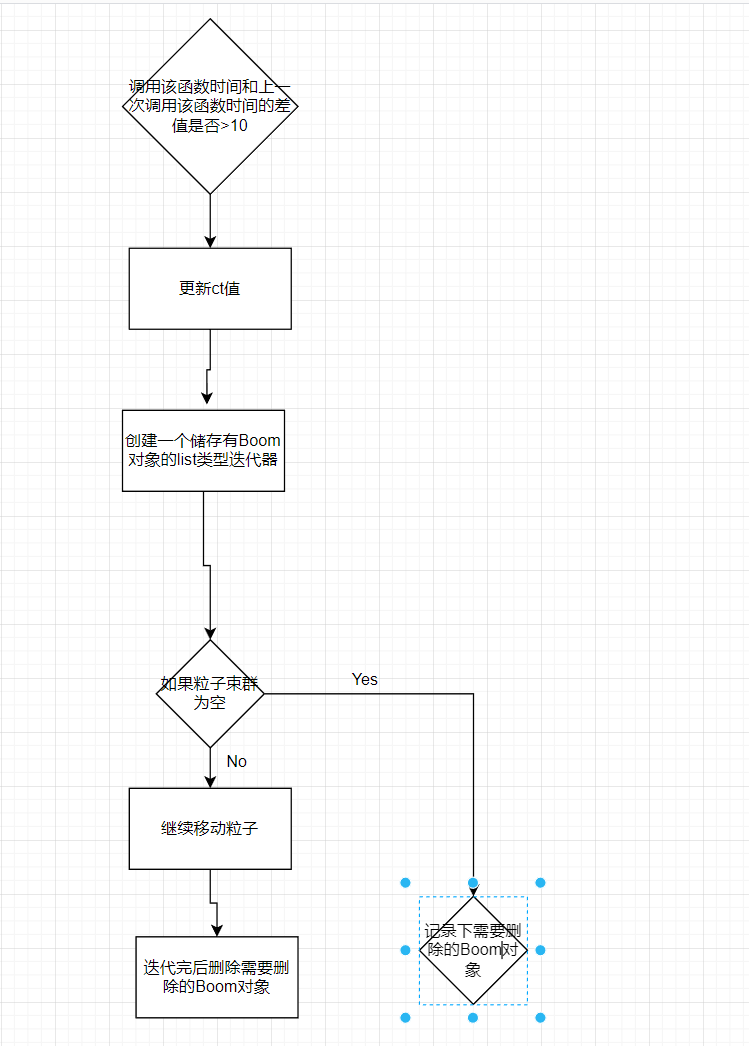 调用该函数时间和上一
次调用该函数时间的差
值是否>10
更新ct值
创建一个储存有Boom
对象的list类型迭代器
如果粒子束群
为空
Yes
No
继续移动粒子
记录下需要删
除的Boom对
象
迭代完后删除需要删
除的Boom对象